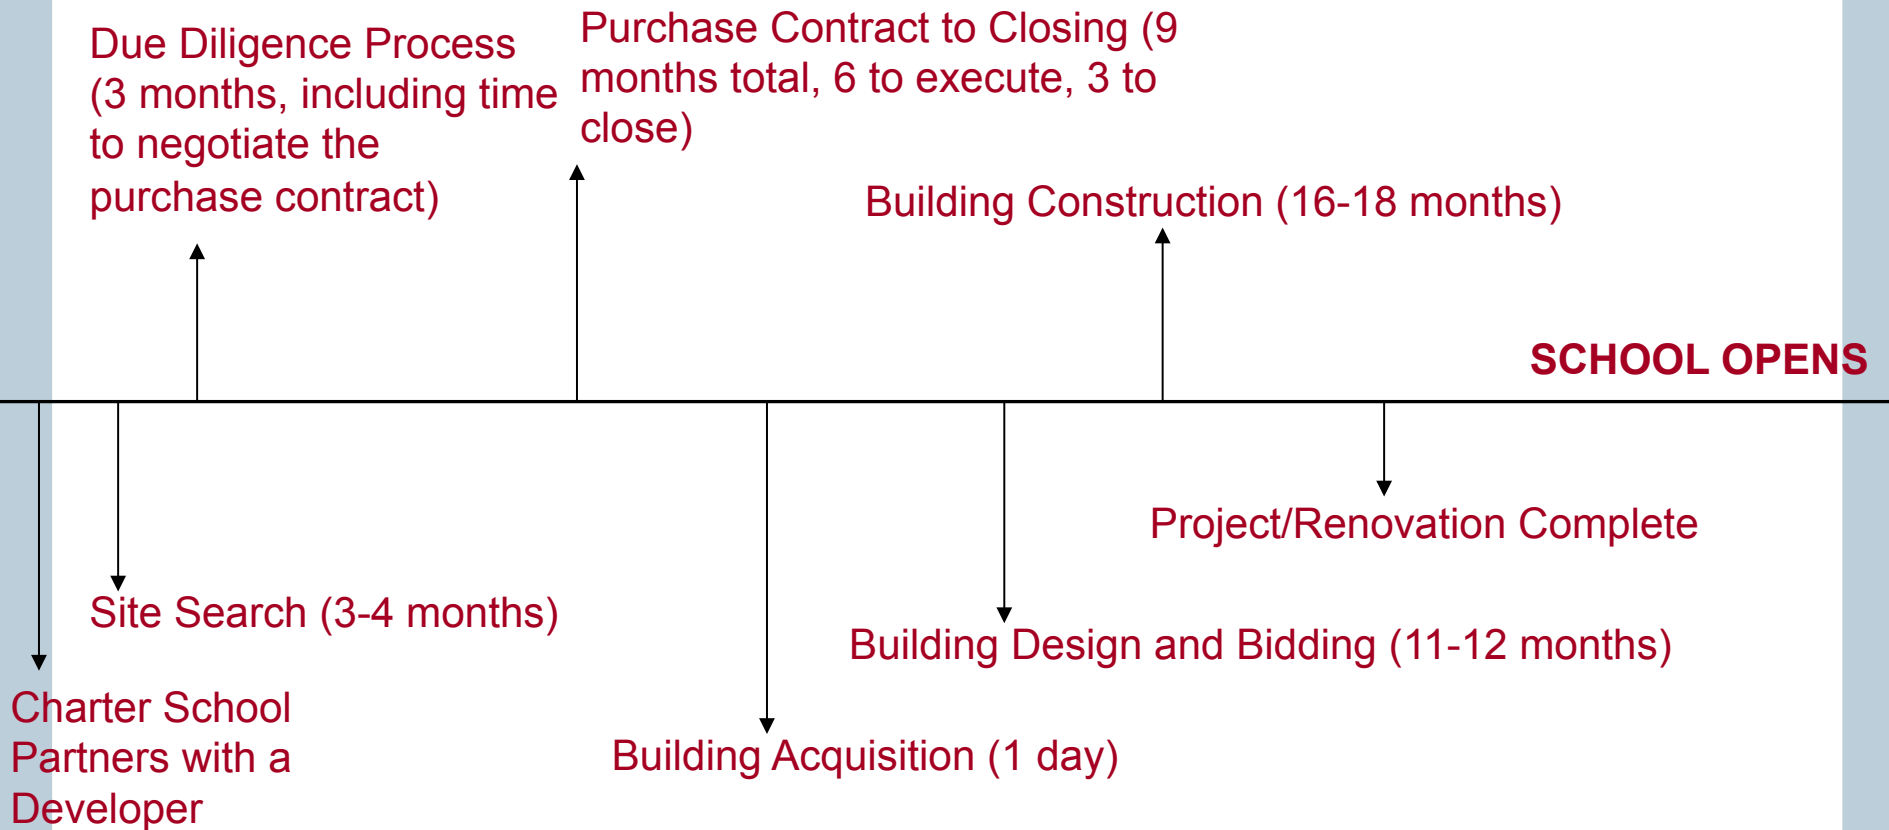 Due Diligence Process
(3 months, including time
to negotiate the
purchase contract)
Purchase Contract to Closing (9
months total, 6 to execute, 3 to
close)
Building Construction (16-18 months)
SCHOOL OPENS
Project/Renovation Complete
Site Search (3-4 months)
Building Design and Bidding (11-12 months)
Charter School
Partners with a
Developer
Building Acquisition (1 day)